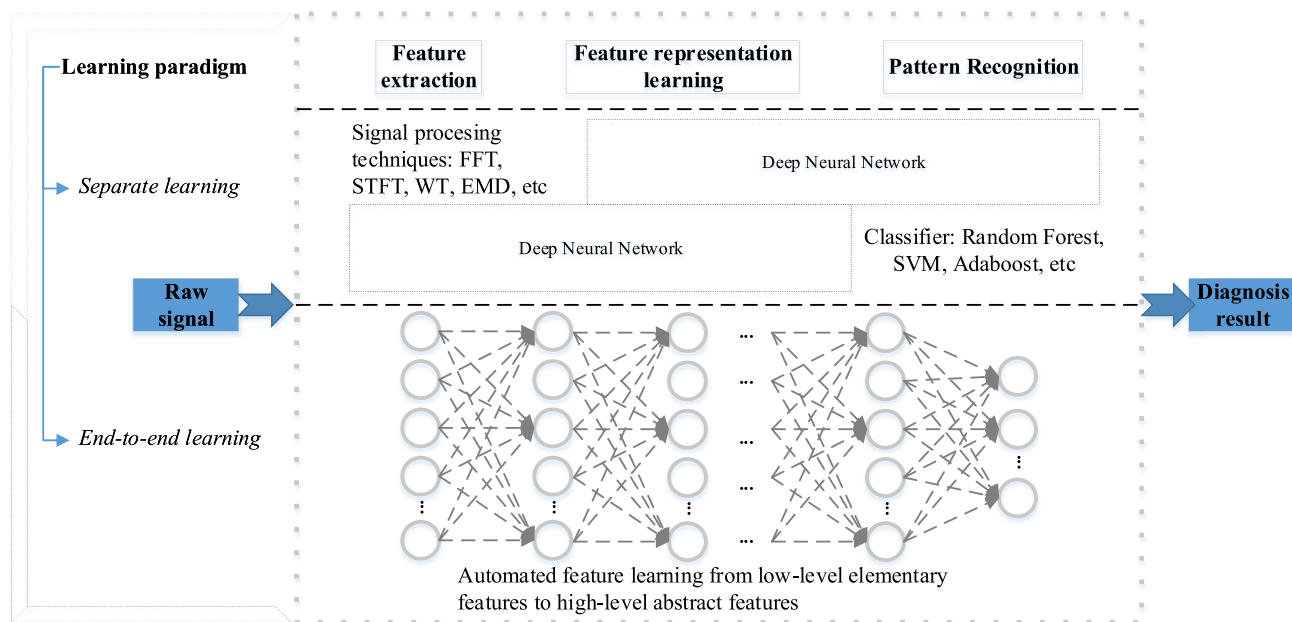 Learning paradigm
Feature
extraction
Feature representation
learning
Pattern Recognition
Signal procesing
techniques: FFT,
STFT, WT, EMD, etc
Deep Neural Network
Separate learning
Deep Neural Network
Classifier: Random Forest,
SVM, Adaboost, etc
Raw
signal
Diagnosis
result
...
...
...
...
...
End-to-end learning
Automated feature learning from low-level elementary
features to high-level abstract features